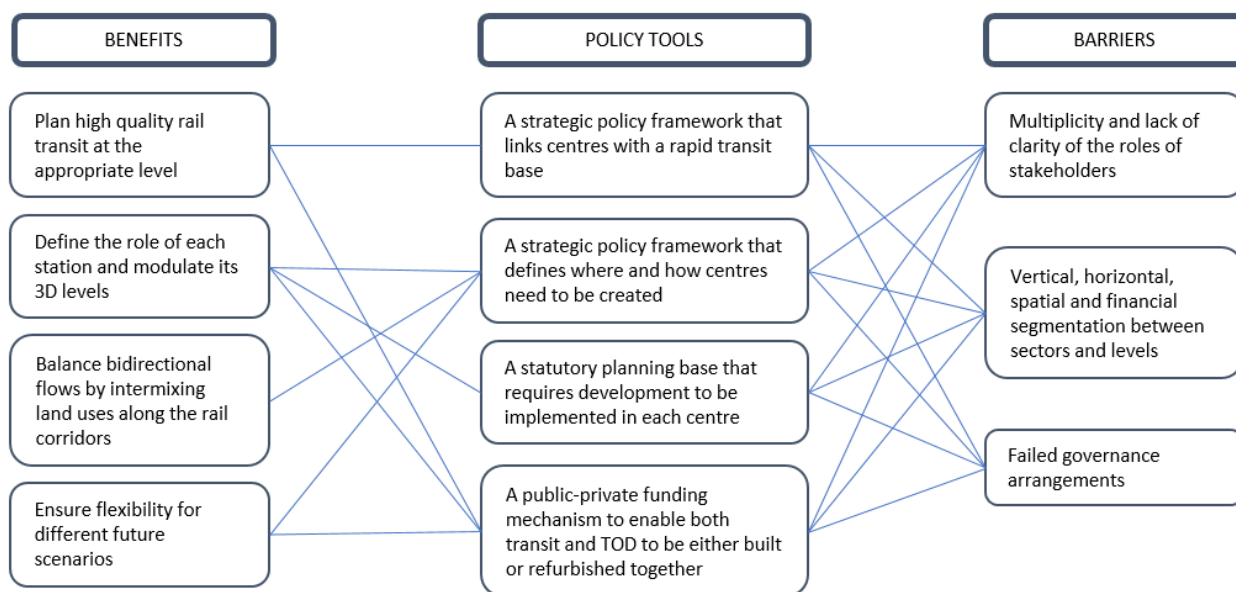 BENEFITS
POLICY TOOLS
BARRIERS
Plan high quality rail
transit at the
appropriate level
A strategic policy framework that
links centres with a rapid transit
base
Multiplicity and lack of
clarity of the roles of
stakeholders
Define the role of each
station and modulate its
3D levels
A strategic policy framework that
defines where and how centres
need to be created
Vertical, horizontal,
spatial and financial
segmentation between
sectors and levels
Balance bidirectional
flows by intermixing
land uses along the rail
corridors
A statutory planning base that
requires development to be
implemented in each centre
Failed governance
arrangements
Ensure flexibility for
different future
scenarios
A public-private funding
mechanism to enable both
transit and TOD to be either built
or refurbished together